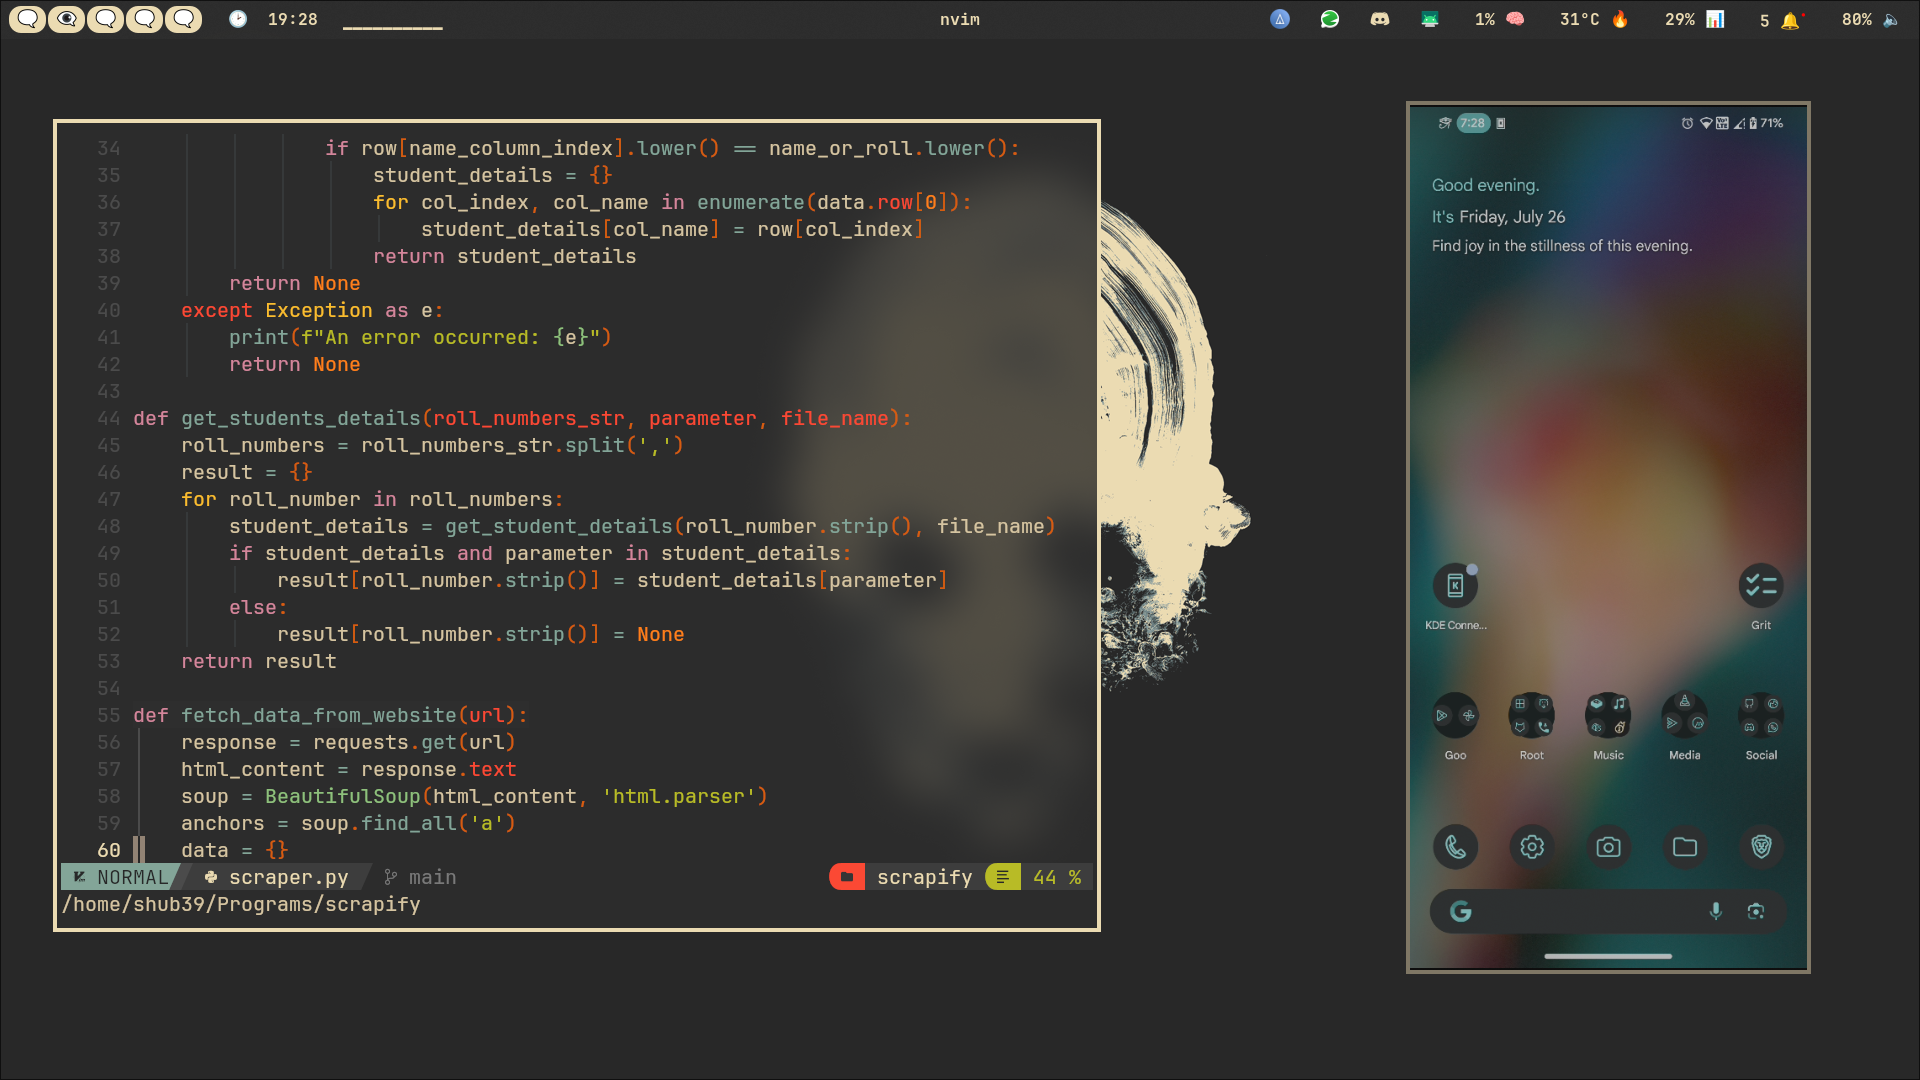 19:28
nvim
1%
31°C
29%
5
80%
34 if row[name_column_index].lower() == name_or_roll.lower():
35 student_details = {}
36 for col_index, col_name in enumerate(data.row[0]):
37 student_details[col_name] = row[col_index]
38 return student_details
39 return None
40 except Exception as e:
41 print(f"An error occurred: {e}")
42 return None
43
44 def get_students_details(roll_numbers_str, parameter, file_name):
45 roll_numbers = roll_numbers_str.split(',')
46 result = {}
47 for roll_number in roll_numbers:
48 student_details = get_student_details(roll_number.strip(), file_name)
49 if student_details and parameter in student_details:
50 result[roll_number.strip()] = student_details[parameter]
51 else:
52 result[roll_number.strip()] = None
53 return result
54
55 def fetch_data_from_website(url):
56 response = requests.get(url)
57 html_content = response.text
58 soup = BeautifulSoup(html_content, 'html.parser')
59 anchors = soup.find_all('a')
60 data = {}
NORMAL scraper.py main scrapify 44 %
/home/shub39/Programs/scrapify
7:28 71%
Good evening.
It's Friday, July 26
Find joy in the stillness of this evening.
KDE Conne... Grit
Goo Root Music Media Social